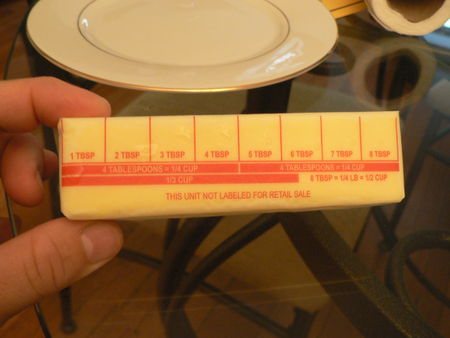 1 TBSP 2 TBSP 3 TBSP 4 TBSP 5 TBSP 6 TBSP 7 TBSP 8 TBSP
4 TABLESPOONS = 1/4 CUP 4 TABLESPOONS = 1/4 CUP
1/3 CUP 8 TBSP = 1/4 LB = 1/2 CUP
THIS UNIT NOT LABELED FOR RETAIL SALE